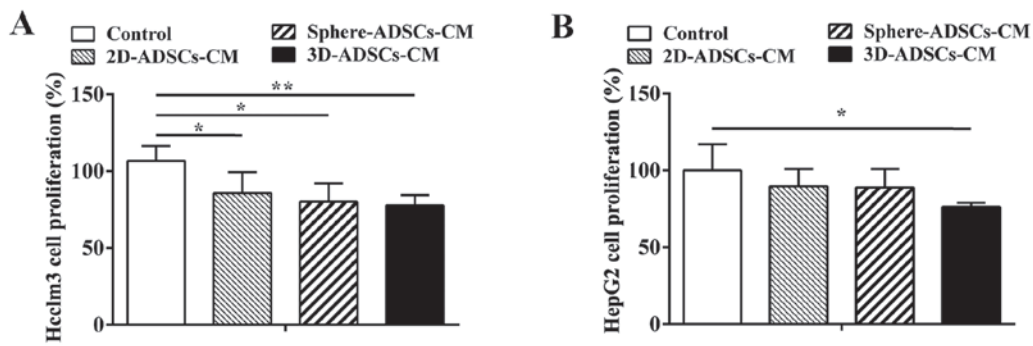 A
Control
Sphere-ADSCs-CM
2D-ADSCs-CM
3D-ADSCs-CM
Hcclm3 cell proliferation (%)
150
100
50
0
**
*
*
B
Control
Sphere-ADSCs-CM
2D-ADSCs-CM
3D-ADSCs-CM
HepG2 cell proliferation (%)
150
100
50
0
*